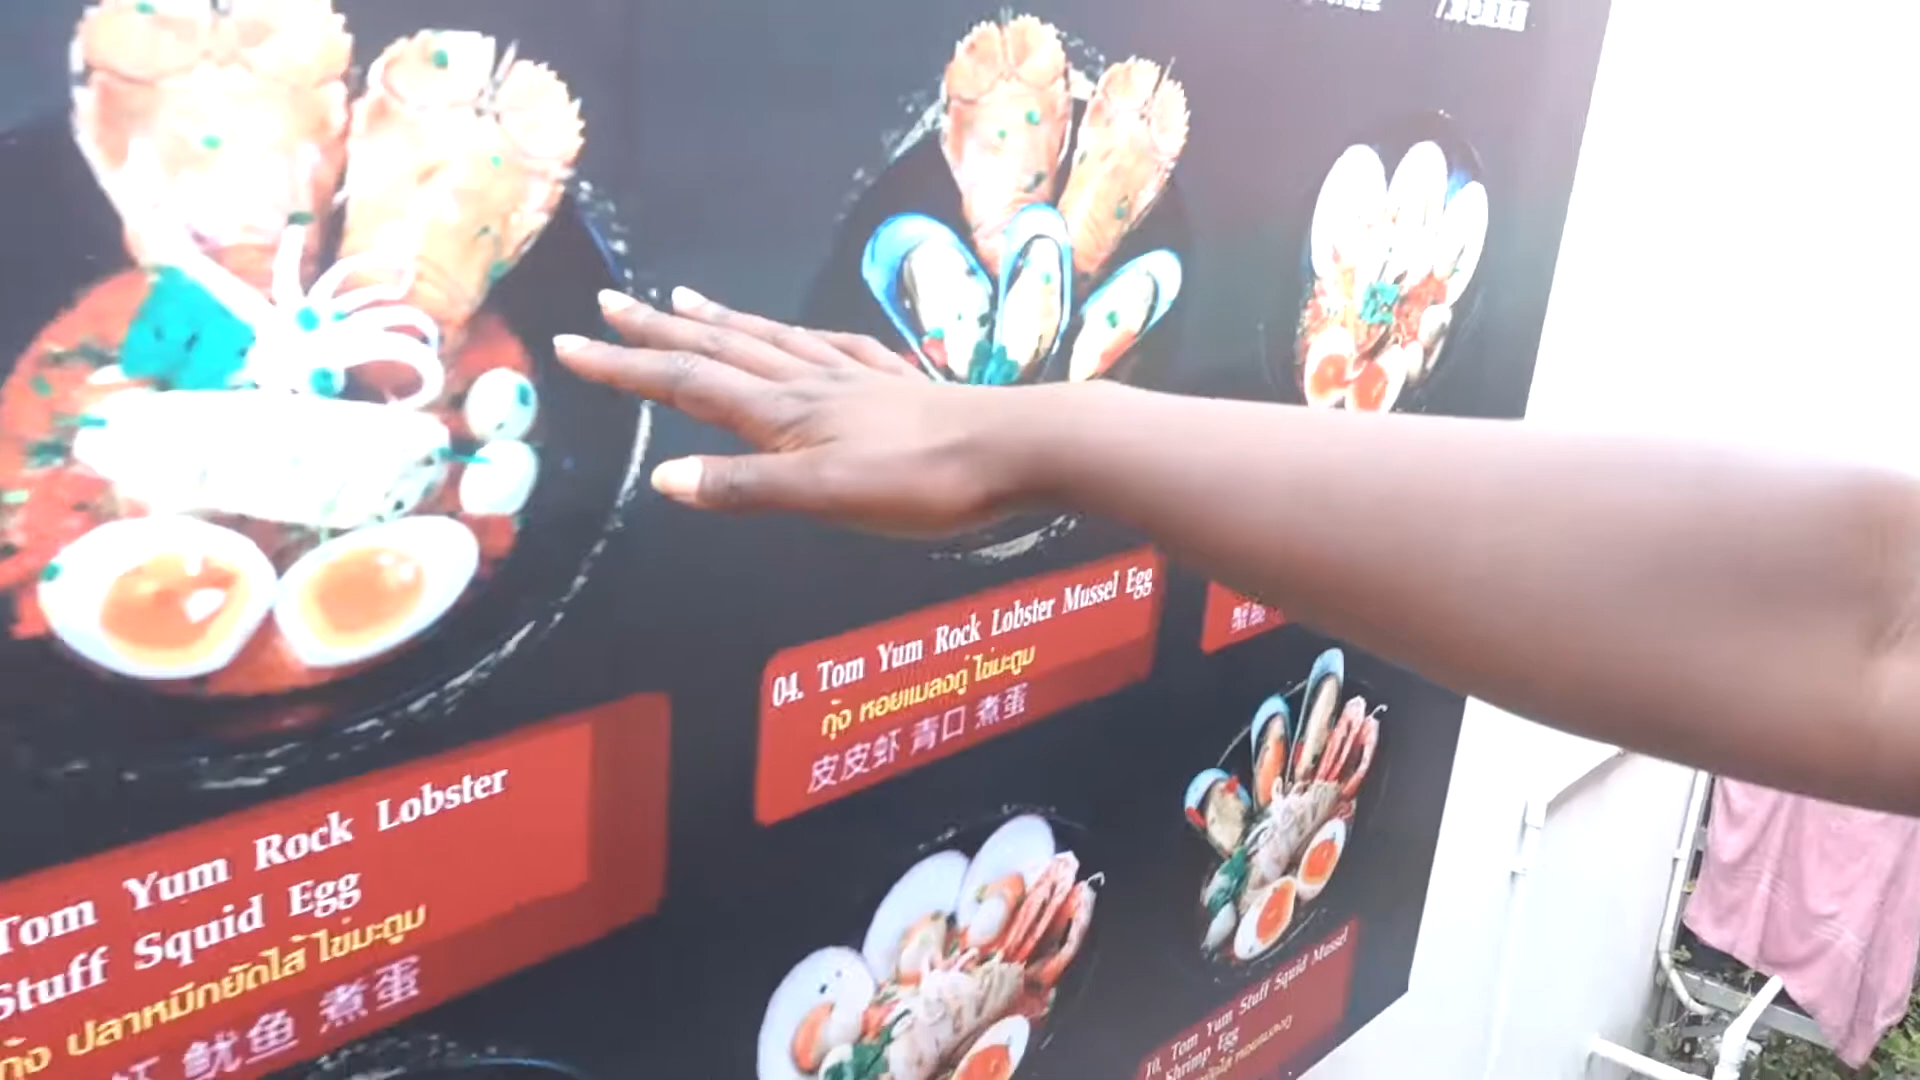 04. Tom Yum Rock Lobster Mussel Egg
กุ้ง หอยแมลงภู่ ไข่มะตูม
皮皮虾 青口 煮蛋
Tom Yum Rock Lobster
Stuff Squid Egg
กุ้ง ปลาหมึกยัดไส้ ไข่มะตูม
虾 鱿鱼 煮蛋
10. Tom Yum Stuff Squid Mussel
Shrimp Egg